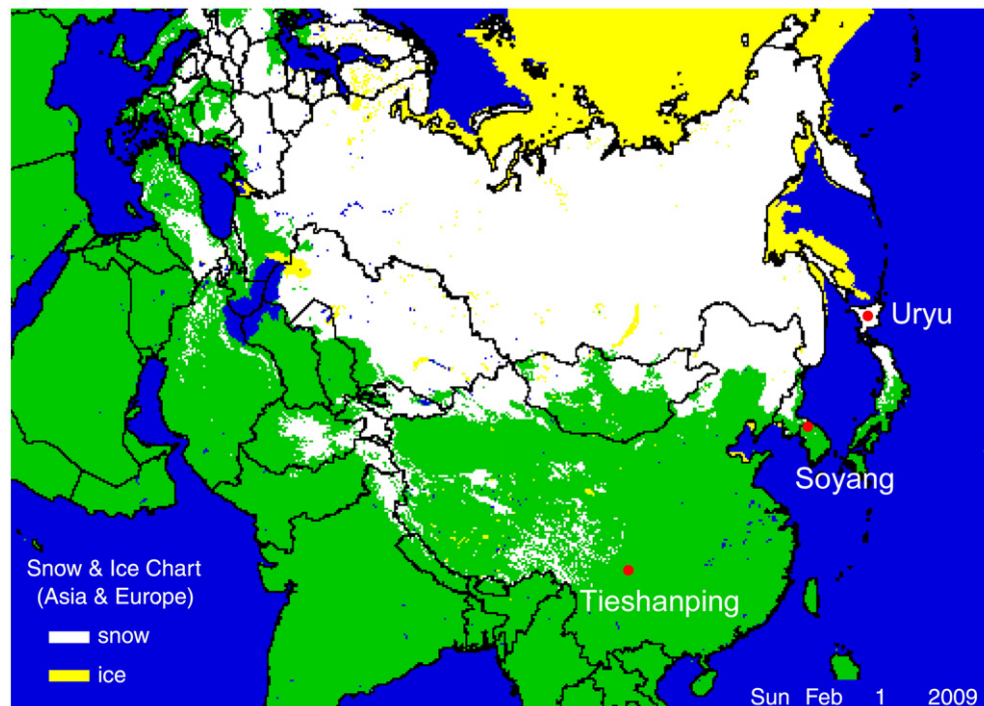 Uryu
Soyang
Tieshanping
Snow & Ice Chart
(Asia & Europe)
snow
ice
Sun Feb 1 2009